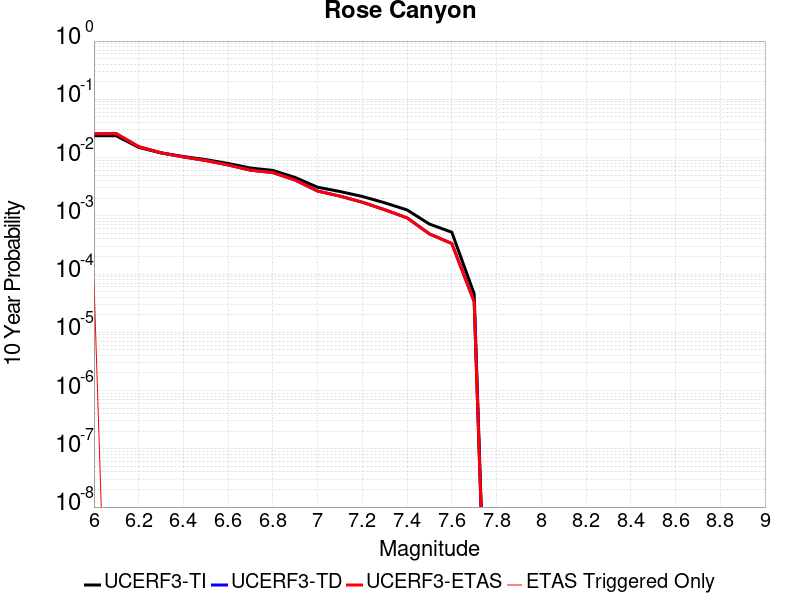 Rose Canyon
10 0
10 -1
10 -2
10 -3
10 -4
10 -5
10 -6
10 -7
10 -8
10 Year Probability
6 6.2 6.4 6.6 6.8 7 7.2 7.4 7.6 7.8 8 8.2 8.4 8.6 8.8 9
Magnitude
UCERF3-TI UCERF3-TD UCERF3-ETAS ETAS Triggered Only